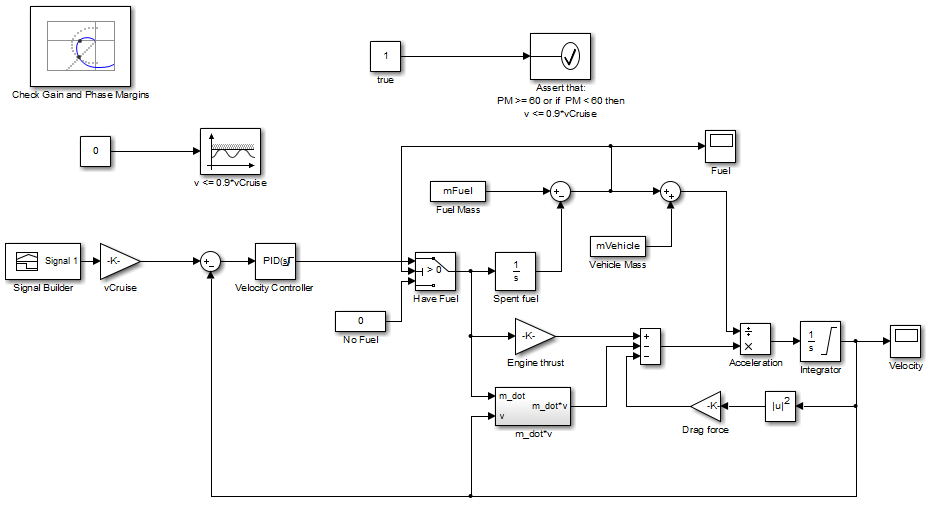 Check Gain and Phase Margins
1
true
Assert that:
PM >= 60 or if PM < 60 then
v <= 0.9*vCruise
0
v <= 0.9*vCruise
Fuel
mFuel
Fuel Mass
+
−
+
+
mVehicle
Vehicle Mass
Signal 1
Signal Builder
-K-
vCruise
+
−
PID(s)
Velocity Controller
> 0
Have Fuel
1
s
Spent fuel
0
No Fuel
-K-
Engine thrust
+
−
−
÷
×
Acceleration
1
s
Integrator
Velocity
m_dot
v
m_dot*v
m_dot*v
-K-
Drag force
|u|2